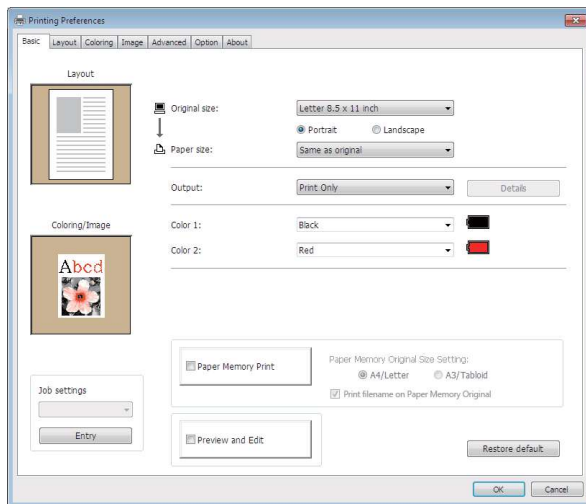 Printing Preferences
Basic Layout Coloring Image Advanced Option About
Layout
Original size: Letter 8.5 x 11 inch
Portrait Landscape
Paper size: Same as original
Output: Print Only Details
Coloring/Image
Color 1: Black
Color 2: Red
Abcd
Paper Memory Print
Paper Memory Original Size Setting:
A4/Letter A3/Tabloid
Print filename on Paper Memory Original
Job settings
Entry
Preview and Edit
Restore default
OK Cancel